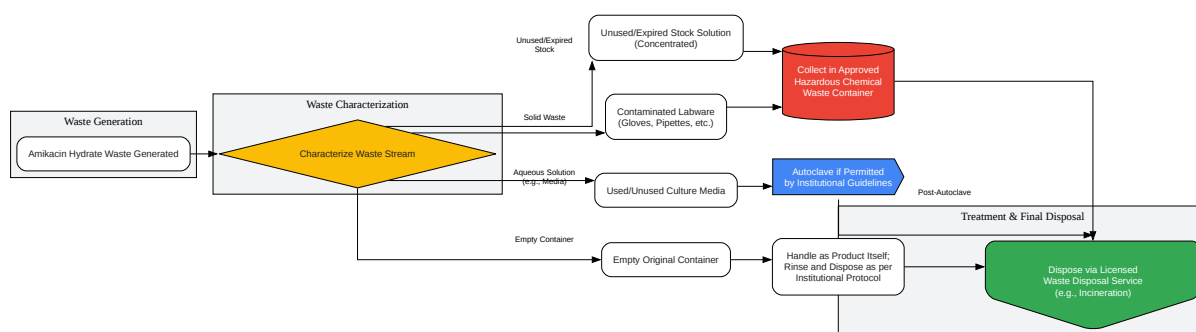 Waste Generation
Amikacin Hydrate Waste Generated
Waste Characterization
Characterize Waste Stream
Unused/Expired
Stock
Solid Waste
Aqueous Solution
(e.g., Media)
Empty Container
Unused/Expired Stock Solution
(Concentrated)
Contaminated Labware
(Gloves, Pipettes, etc.)
Used/Unused Culture Media
Empty Original Container
Collect in Approved
Hazardous Chemical
Waste Container
Autoclave if Permitted
by Institutional Guidelines
Post-Autoclave
Handle as Product Itself;
Rinse and Dispose as per
Institutional Protocol
Treatment & Final Disposal
Dispose via Licensed
Waste Disposal Service
(e.g., Incineration)